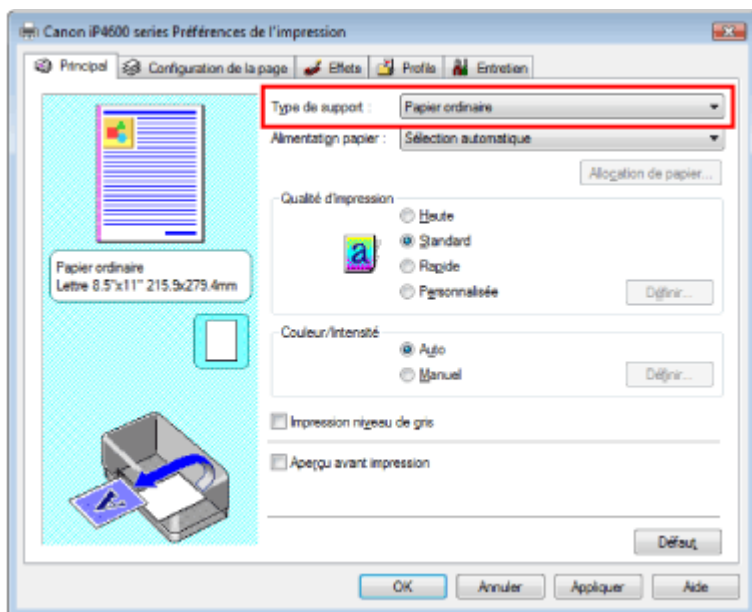 Canon iP4600 series Préférences de l'impression
Principal Configuration de la page Effets Profils Entretien
Type de support : Papier ordinaire
Alimentation papier : Sélection automatique
Allocation de papier...
Qualité d'impression
Haute
a Standard
Rapide
Personnalisée Définir...
Papier ordinaire
Lettre 8.5"x11" 215.9x279.4mm
Couleur/Intensité
Auto
Manuel Définir...
Impression niveau de gris
Aperçu avant impression
Défaut
OK Annuler Appliquer Aide